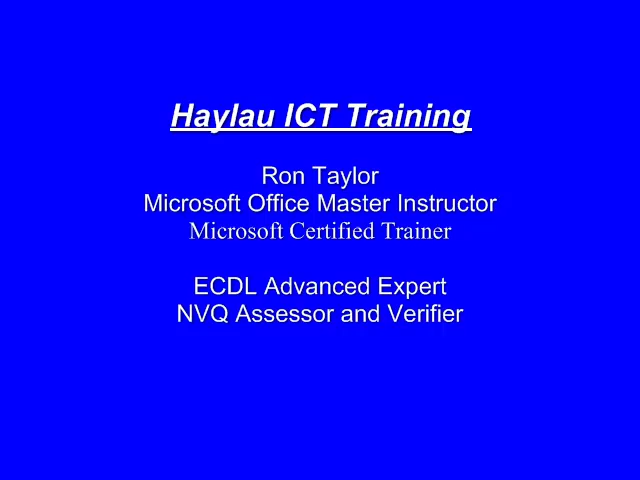 Haylau ICT Training
Ron Taylor
Microsoft Office Master Instructor
Microsoft Certified Trainer
ECDL Advanced Expert
NVQ Assessor and Verifier